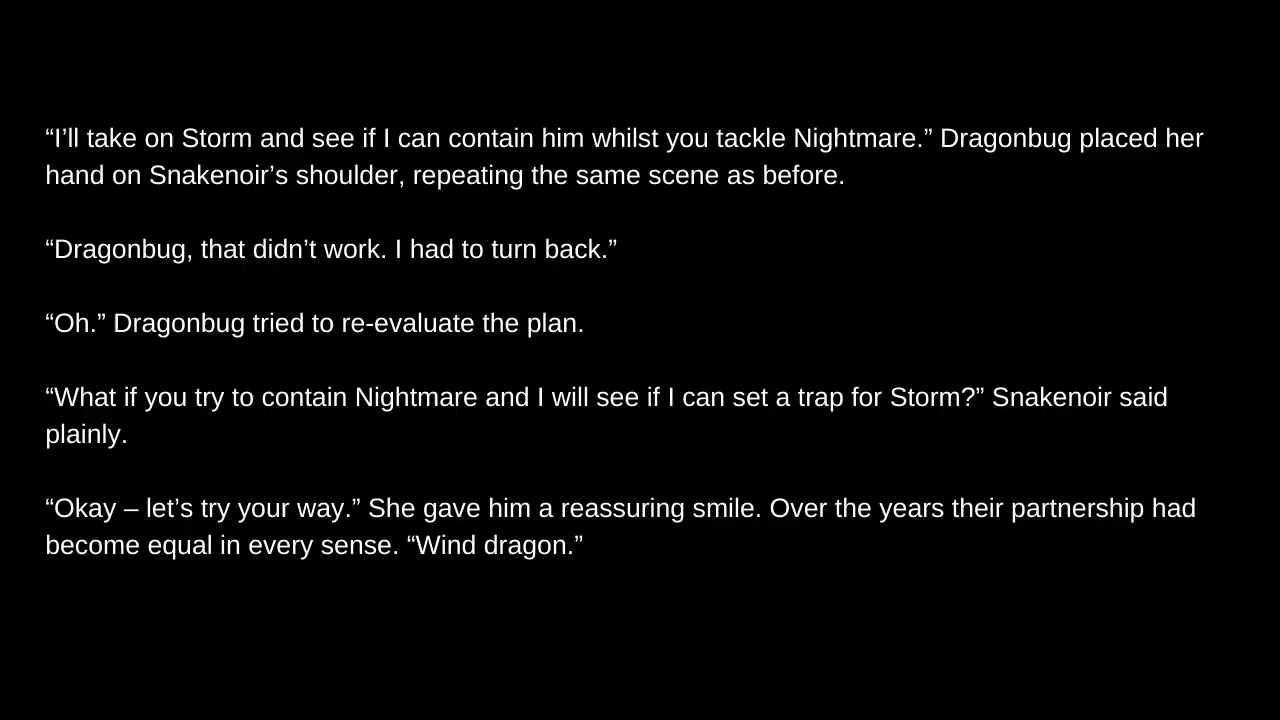 “I’ll take on Storm and see if I can contain him whilst you tackle Nightmare.” Dragonbug placed her
hand on Snakenoir’s shoulder, repeating the same scene as before.
“Dragonbug, that didn’t work. I had to turn back.”
“Oh.” Dragonbug tried to re-evaluate the plan.
“What if you try to contain Nightmare and I will see if I can set a trap for Storm?” Snakenoir said
plainly.
“Okay – let’s try your way.” She gave him a reassuring smile. Over the years their partnership had
become equal in every sense. “Wind dragon.”